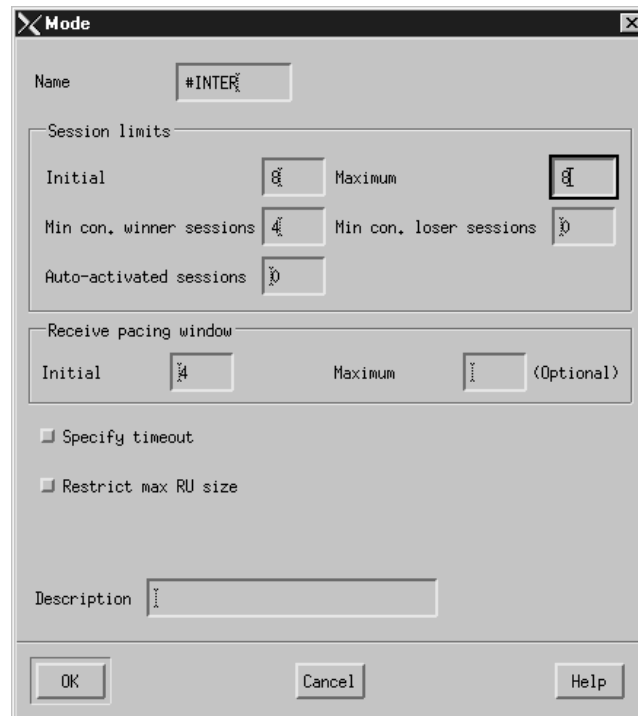 Mode
Name #INTER
Session limits
Initial 8 Maximum 8
Min con. winner sessions 4 Min con. loser sessions 0
Auto-activated sessions 0
Receive pacing window
Initial 4 Maximum (Optional)
Specify timeout
Restrict max RU size
Description
OK Cancel Help